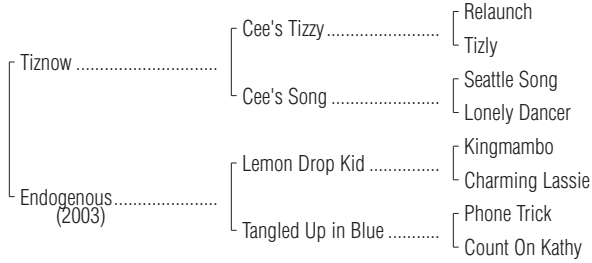 Relaunch
Cee's Tizzy......................
Tizly
Tiznow ............................
Seattle Song
Cee's Song .....................
Lonely Dancer
Kingmambo
Lemon Drop Kid ..............
Charming Lassie
Endogenous.....................
(2003)
Phone Trick
Tangled Up in Blue ...........
Count On Kathy